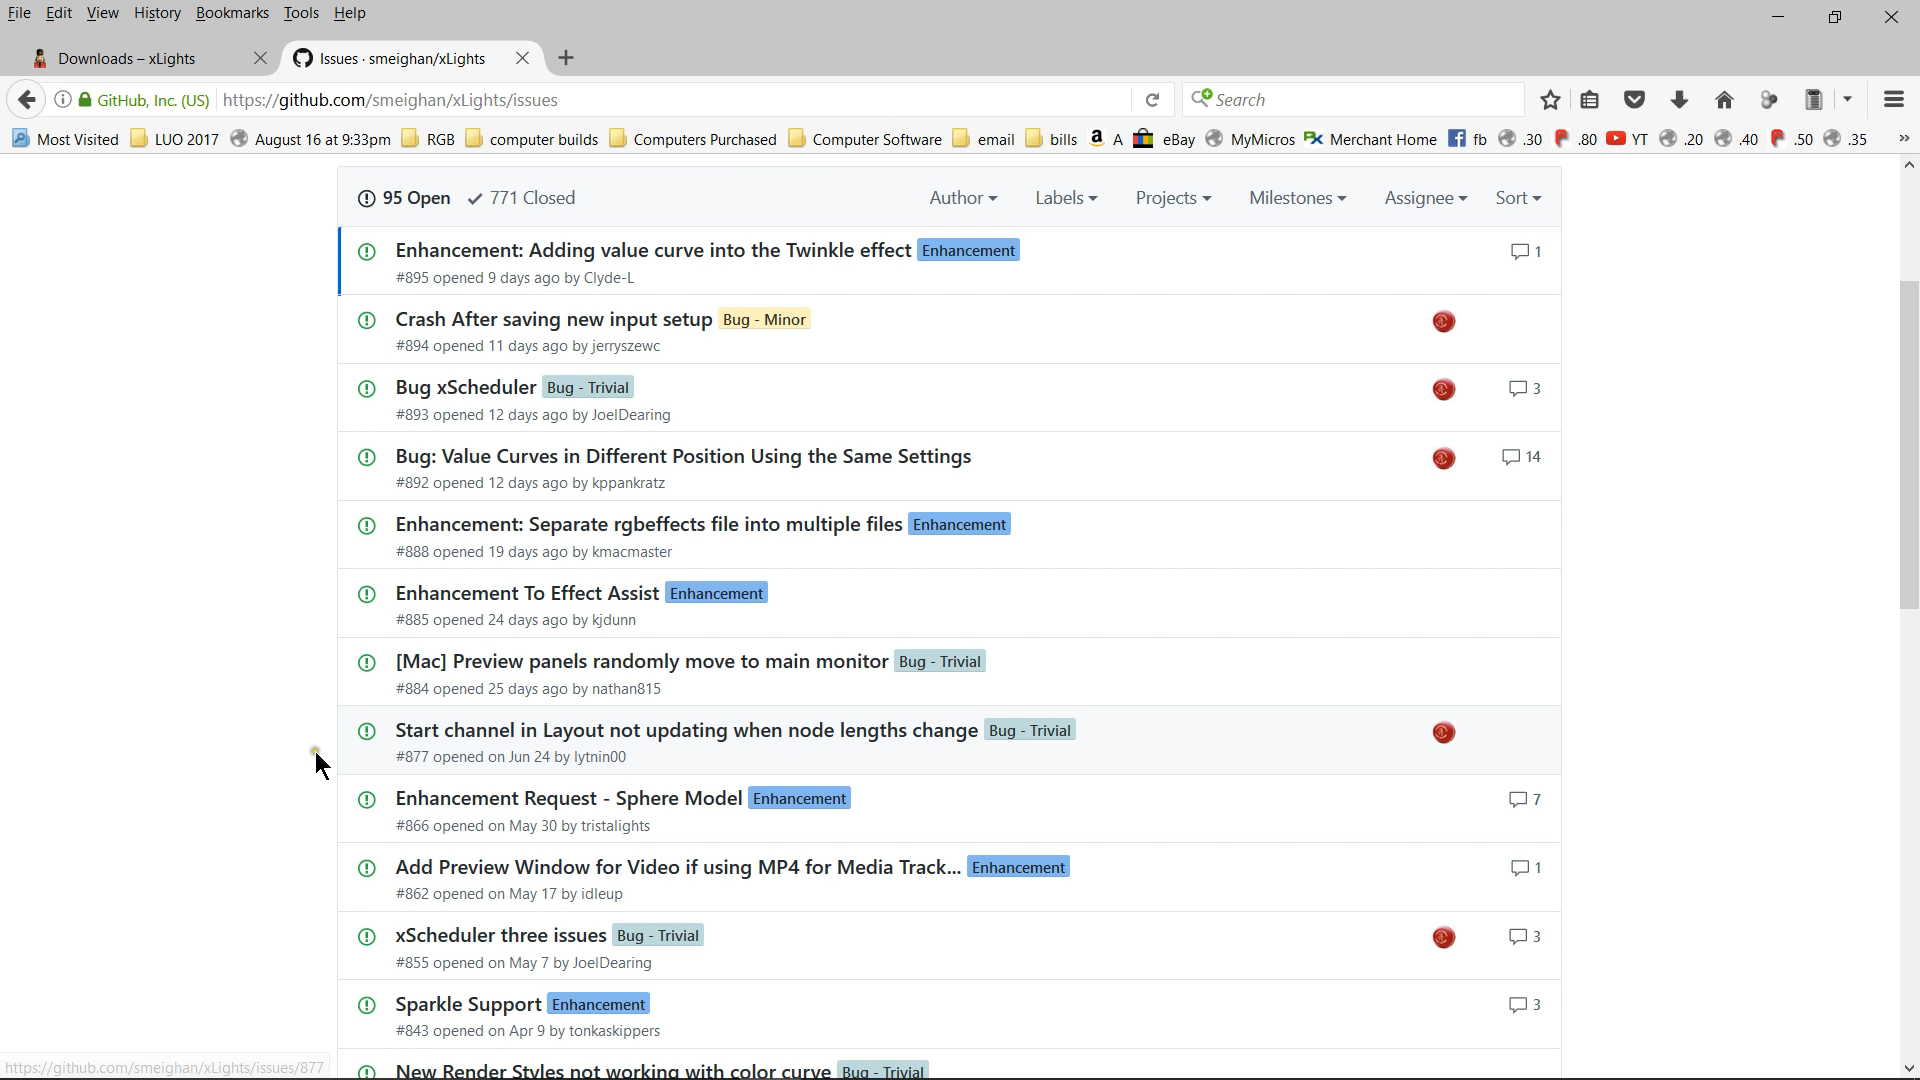 File Edit View History Bookmarks Tools Help
Downloads – xLights Issues · smeighan/xLights
GitHub, Inc. (US) https://github.com/smeighan/xLights/issues Search
Most Visited LUO 2017 August 16 at 9:33pm RGB computer builds Computers Purchased Computer Software email bills A eBay MyMicros Merchant Home fb .30 .80 YT .20 .40 .50 .35 »
95 Open 771 Closed Author Labels Projects Milestones Assignee Sort
Enhancement: Adding value curve into the Twinkle effect Enhancement 1
#895 opened 9 days ago by Clyde-L
Crash After saving new input setup Bug - Minor
#894 opened 11 days ago by jerryszewc
Bug xScheduler Bug - Trivial 3
#893 opened 12 days ago by JoelDearing
Bug: Value Curves in Different Position Using the Same Settings 14
#892 opened 12 days ago by kppankratz
Enhancement: Separate rgbeffects file into multiple files Enhancement
#888 opened 19 days ago by kmacmaster
Enhancement To Effect Assist Enhancement
#885 opened 24 days ago by kjdunn
[Mac] Preview panels randomly move to main monitor Bug - Trivial
#884 opened 25 days ago by nathan815
Start channel in Layout not updating when node lengths change Bug - Trivial
#877 opened on Jun 24 by lytnin00
Enhancement Request - Sphere Model Enhancement 7
#866 opened on May 30 by tristalights
Add Preview Window for Video if using MP4 for Media Track... Enhancement 1
#862 opened on May 17 by idleup
xScheduler three issues Bug - Trivial 3
#855 opened on May 7 by JoelDearing
Sparkle Support Enhancement 3
#843 opened on Apr 9 by tonkaskippers
New Render Styles not working with color curve Bug - Trivial
https://github.com/smeighan/xLights/issues/877